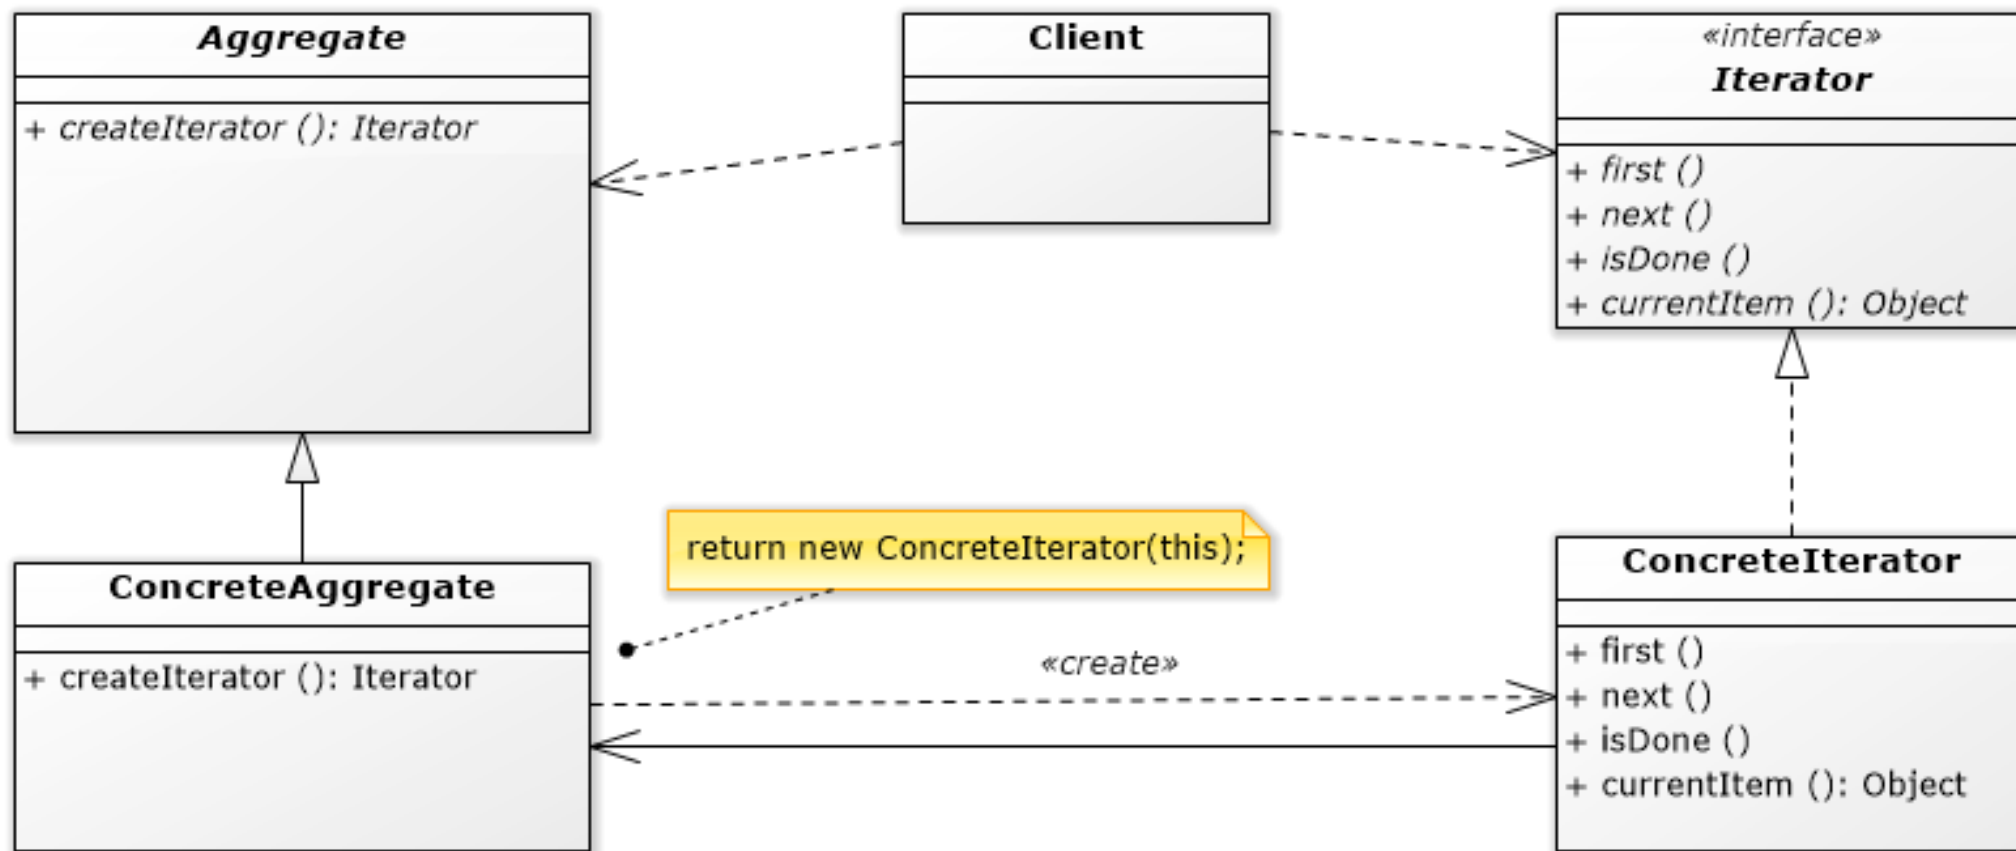 Aggregate
+ createIterator (): Iterator
Client
«interface»
Iterator
+ first ()
+ next ()
+ isDone ()
+ currentItem (): Object
return new ConcreteIterator(this);
ConcreteAggregate
+ createIterator (): Iterator
«create»
ConcreteIterator
+ first ()
+ next ()
+ isDone ()
+ currentItem (): Object